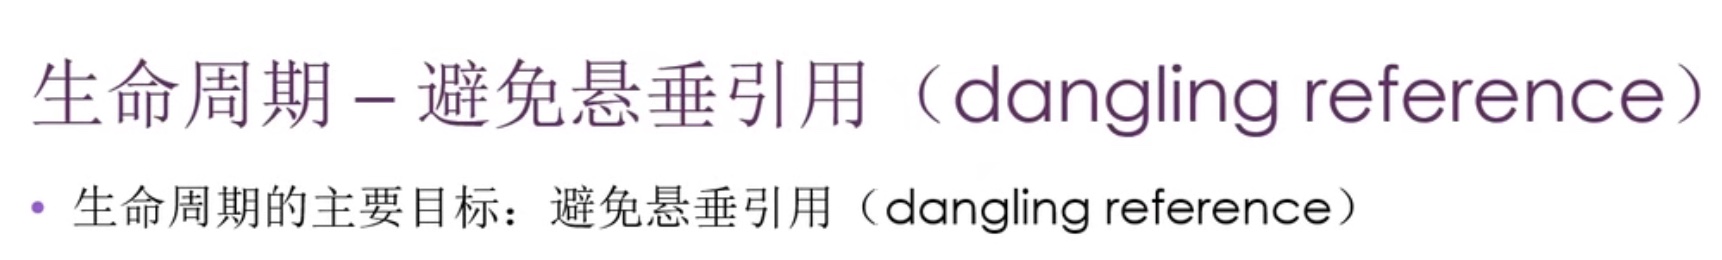 生命周期 – 避免悬垂引用（dangling reference）
• 生命周期的主要目标：避免悬垂引用（dangling reference）